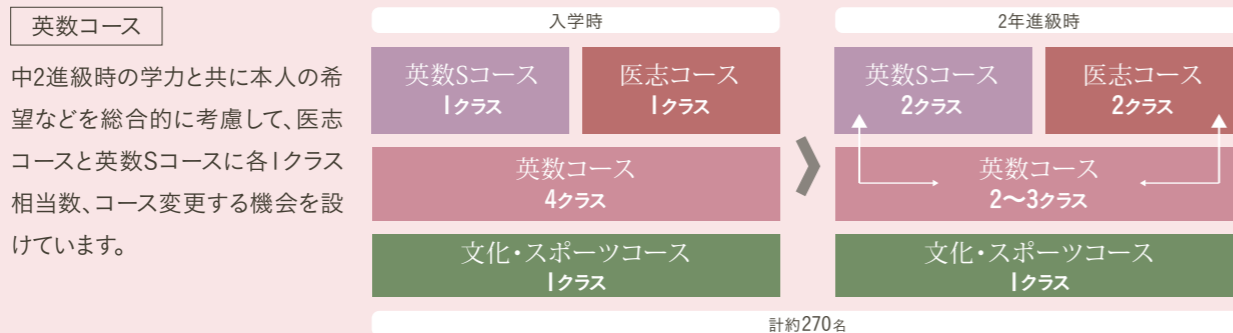 英数コース
中2進級時の学力と共に本人の希
望などを総合的に考慮して、医志
コースと英数Sコースに各1クラス
相当数、コース変更する機会を設
けています。
入学時
英数Sコース
1クラス
医志コース
1クラス
英数コース
4クラス
文化・スポーツコース
1クラス
2年進級時
英数Sコース
2クラス
医志コース
2クラス
英数コース
2〜3クラス
文化・スポーツコース
1クラス
計約270名